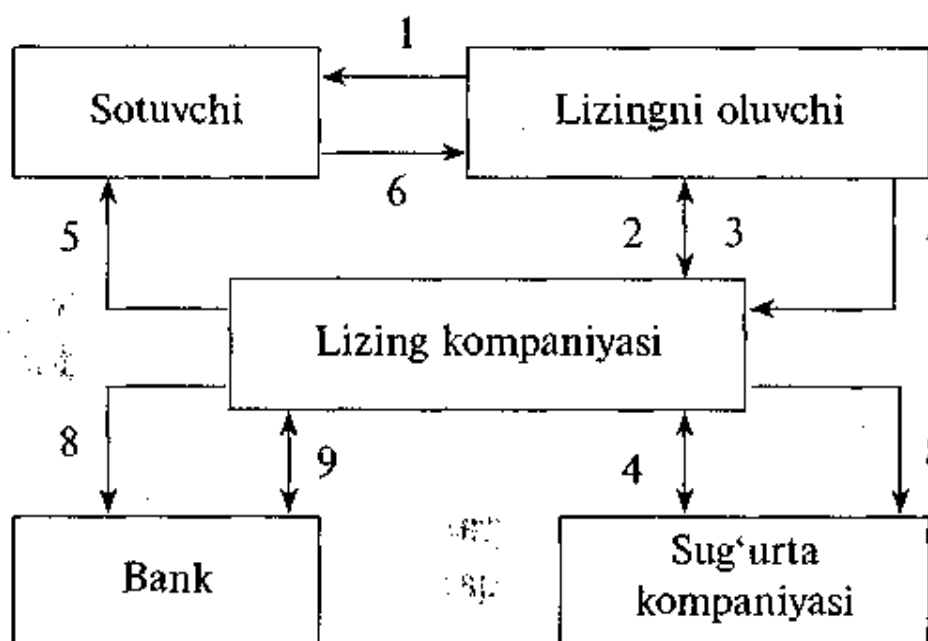 1
Sotuvchi
Lizingni oluvchi
6
5
2
3
Lizing kompaniyasi
8
9
4
Bank
Sug‘urta
kompaniyasi